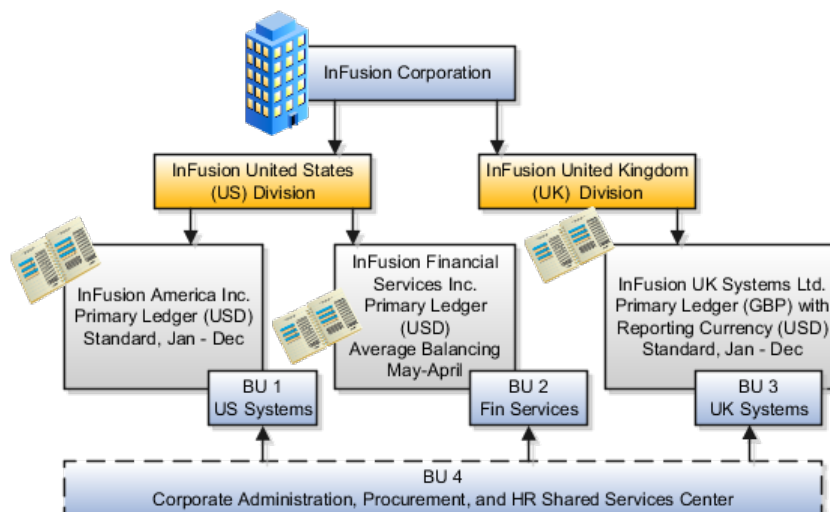 InFusion Corporation
InFusion United States
(US) Division
InFusion United Kingdom
(UK) Division
InFusion America Inc.
Primary Ledger (USD)
Standard, Jan - Dec
InFusion Financial
Services Inc.
Primary Ledger
(USD)
Average Balancing
May-April
InFusion UK Systems Ltd.
Primary Ledger (GBP) with
Reporting Currency (USD)
Standard, Jan - Dec
BU 1
US Systems
BU 2
Fin Services
BU 3
UK Systems
BU 4
Corporate Administration, Procurement, and HR Shared Services Center